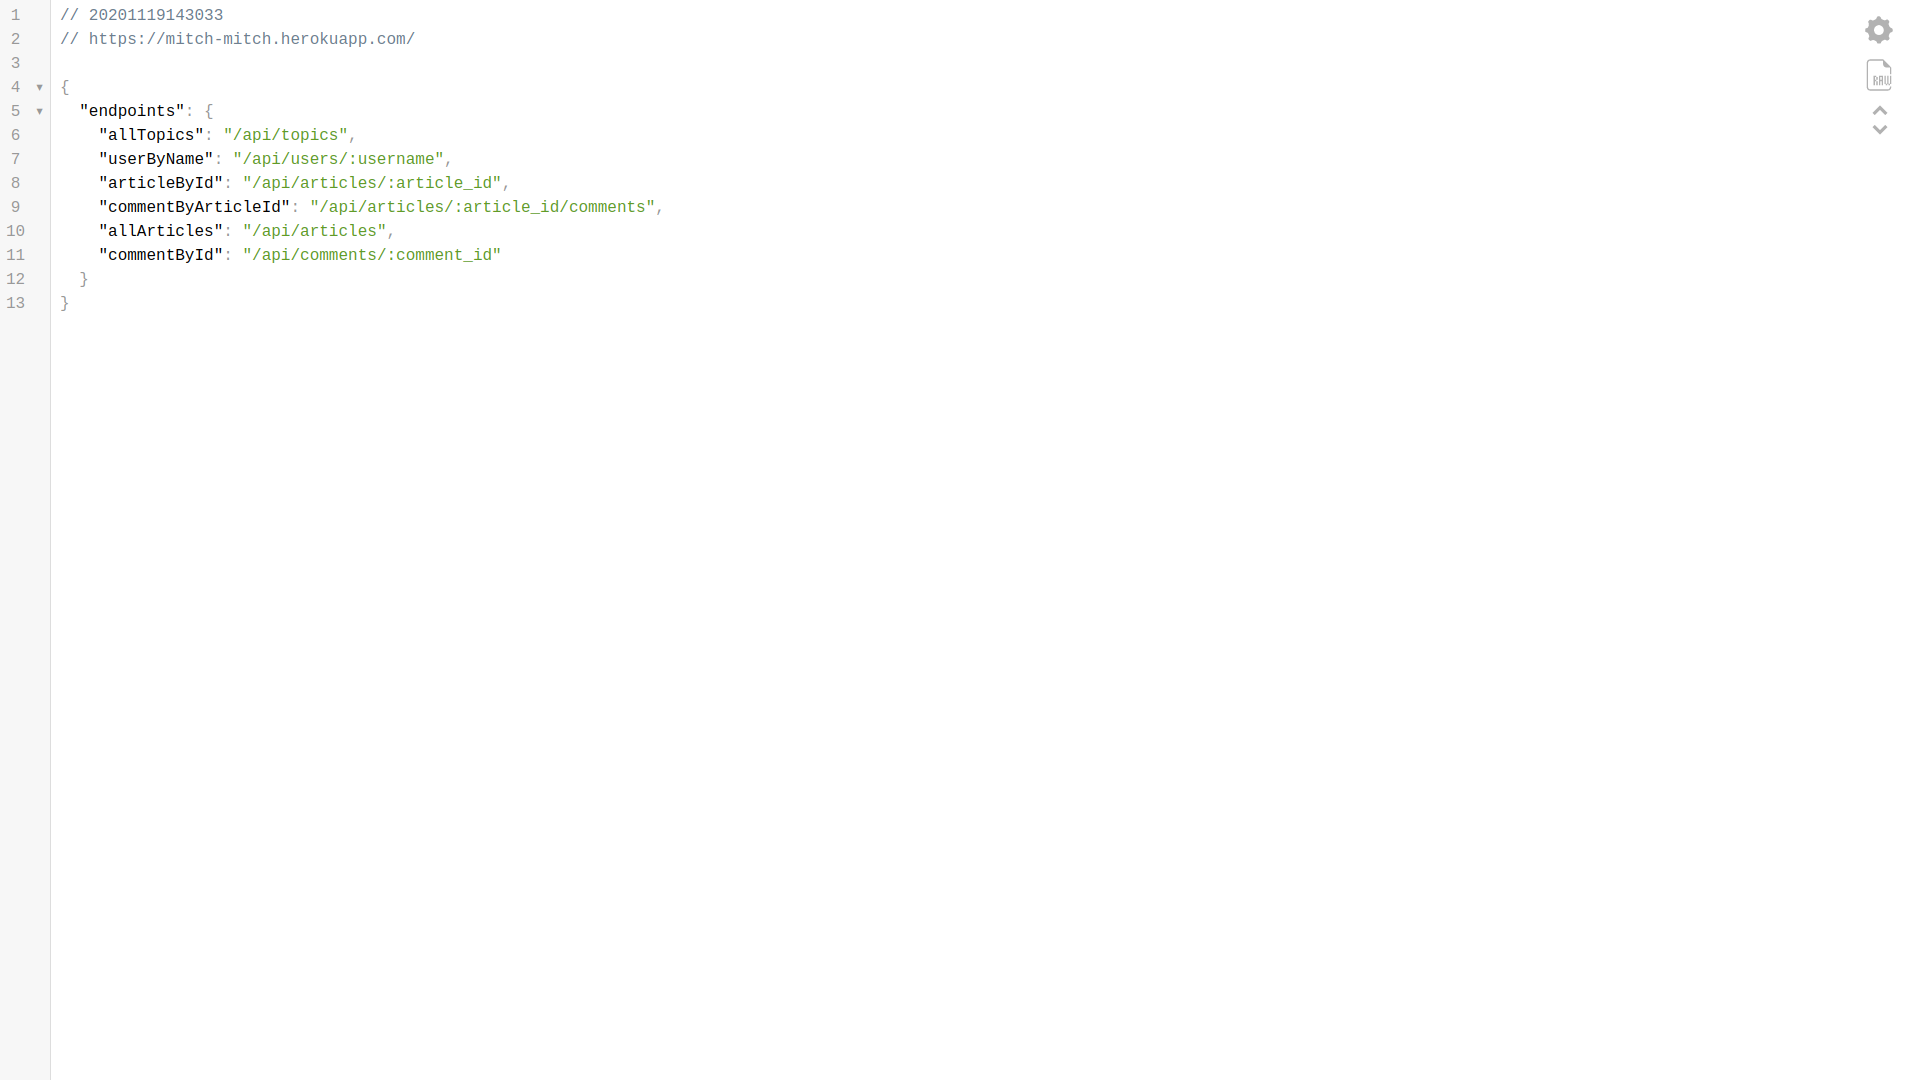 1 // 20201119143033
2 // https://mitch-mitch.herokuapp.com/
3
4 {
5 "endpoints": {
6 "allTopics": "/api/topics",
7 "userByName": "/api/users/:username",
8 "articleById": "/api/articles/:article_id",
9 "commentByArticleId": "/api/articles/:article_id/comments",
10 "allArticles": "/api/articles",
11 "commentById": "/api/comments/:comment_id"
12 }
13 }
RAW